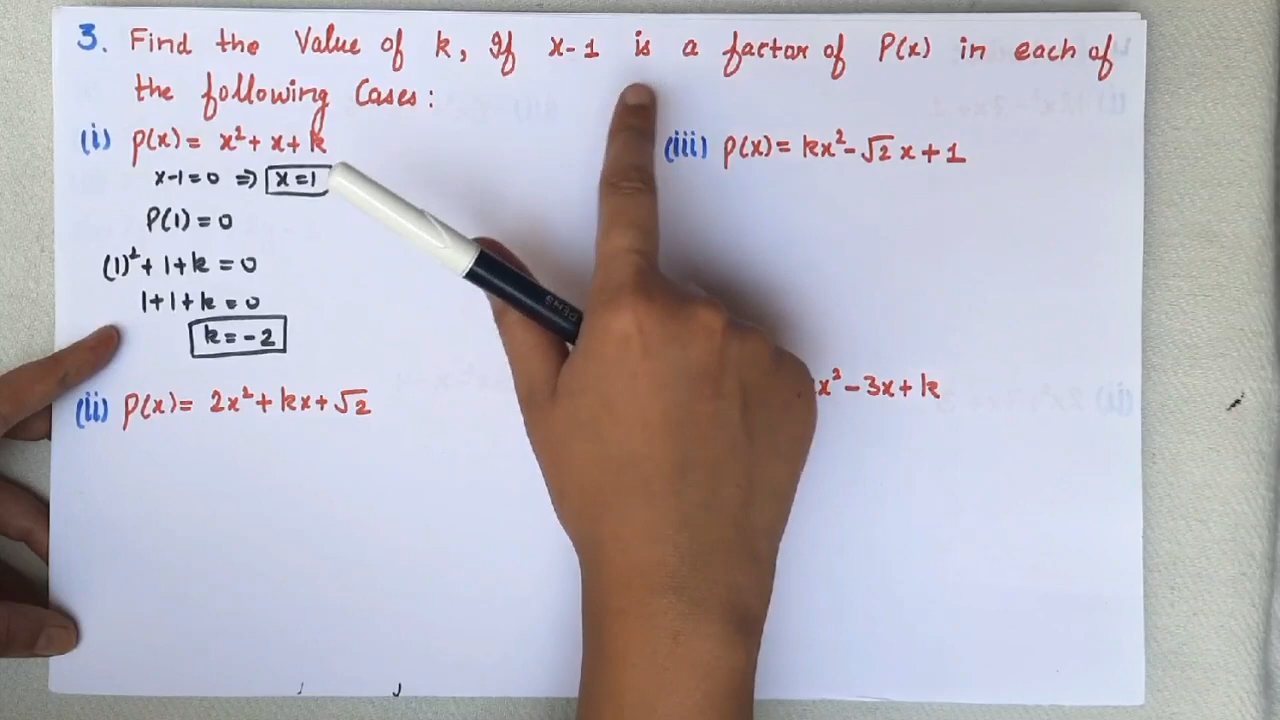 3. Find the Value of k, If x-1 is a factor of P(x) in each of
the following Cases:
(i) p(x) = x² + x + k
x-1=0 ⇒ x=1
P(1) = 0
(1)² + 1 + k = 0
1+1+k = 0
k = -2
(ii) p(x) = 2x² + kx + √2
(iii) p(x) = kx² - √2 x + 1
x² - 3x + k